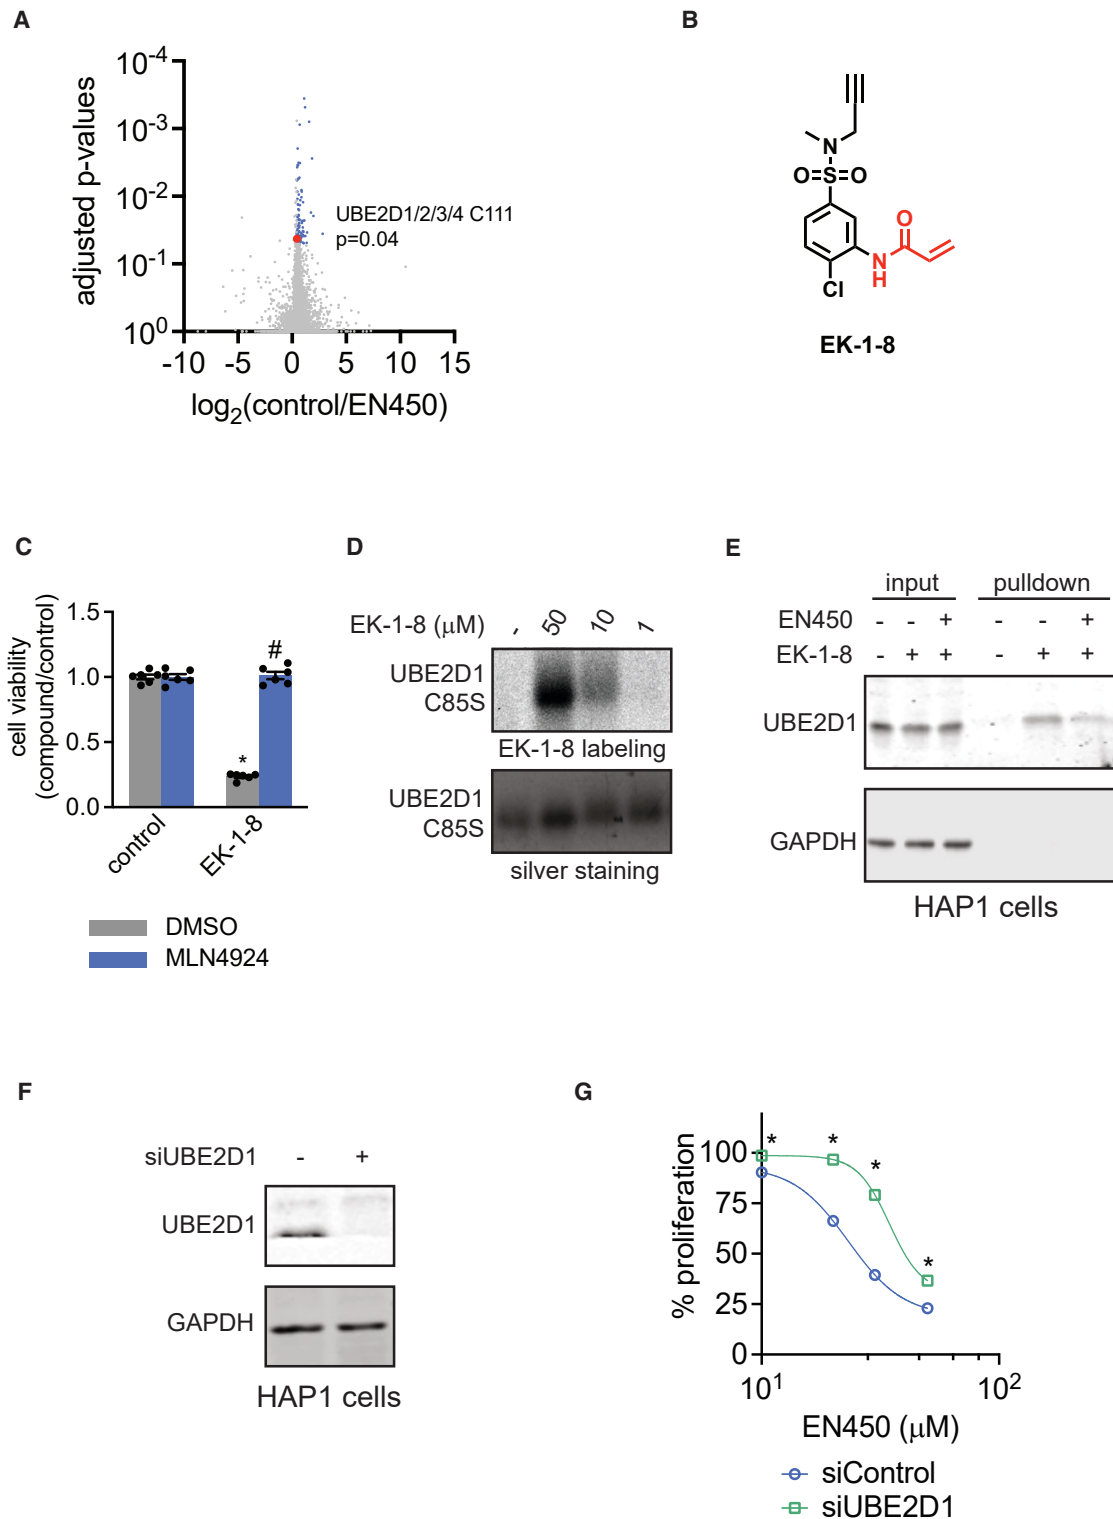 A
adjusted p-values
10-4
10-3
10-2
10-1
100
-10 -5 0 5 10 15
log2(control/EN450)
UBE2D1/2/3/4 C111
p=0.04
B
N
O=S=O
O
N
H
Cl
EK-1-8
C
cell viability
(compound/control)
1.5
1.0
0.5
0.0
*
#
control
EK-1-8
DMSO
MLN4924
D
EK-1-8 (μM) - 50 10 1
UBE2D1
C85S
EK-1-8 labeling
UBE2D1
C85S
silver staining
E
input pulldown
EN450 - - + - - +
EK-1-8 - + + - + +
UBE2D1
GAPDH
HAP1 cells
F
siUBE2D1 - +
UBE2D1
GAPDH
HAP1 cells
G
% proliferation
100
75
50
25
0
* * * *
101 102
EN450 (μM)
siControl
siUBE2D1